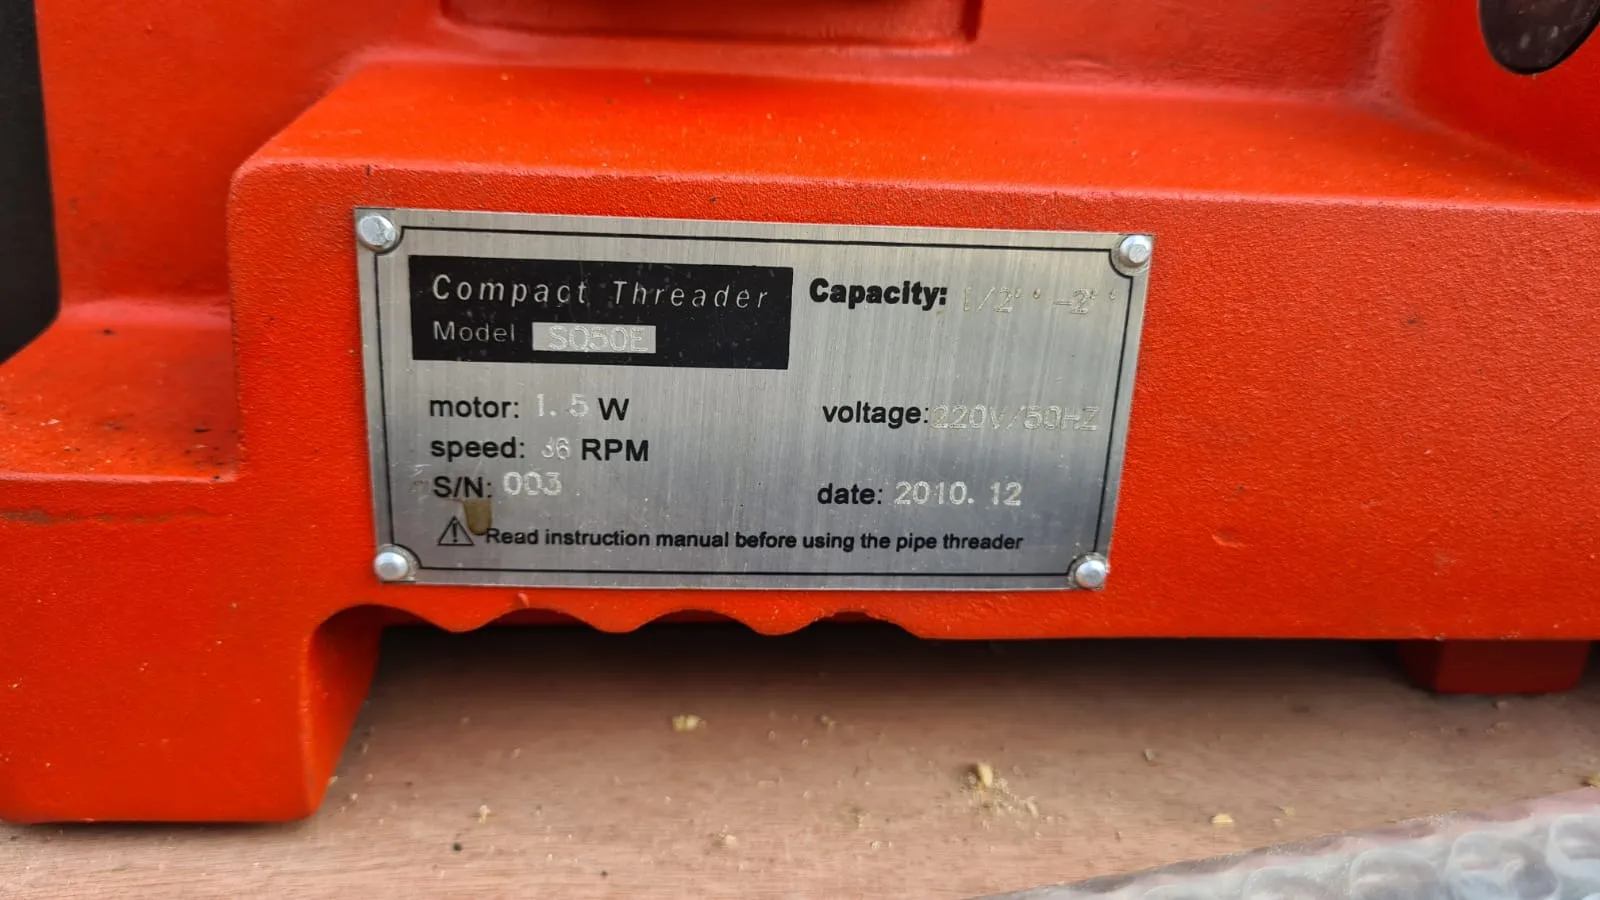 Compact Threader
Model SQ50E
Capacity: 1/2"-2"
motor: 1.5 W
voltage: 220V/50HZ
speed: 36 RPM
S/N: 003
date: 2010.12
Read instruction manual before using the pipe threader